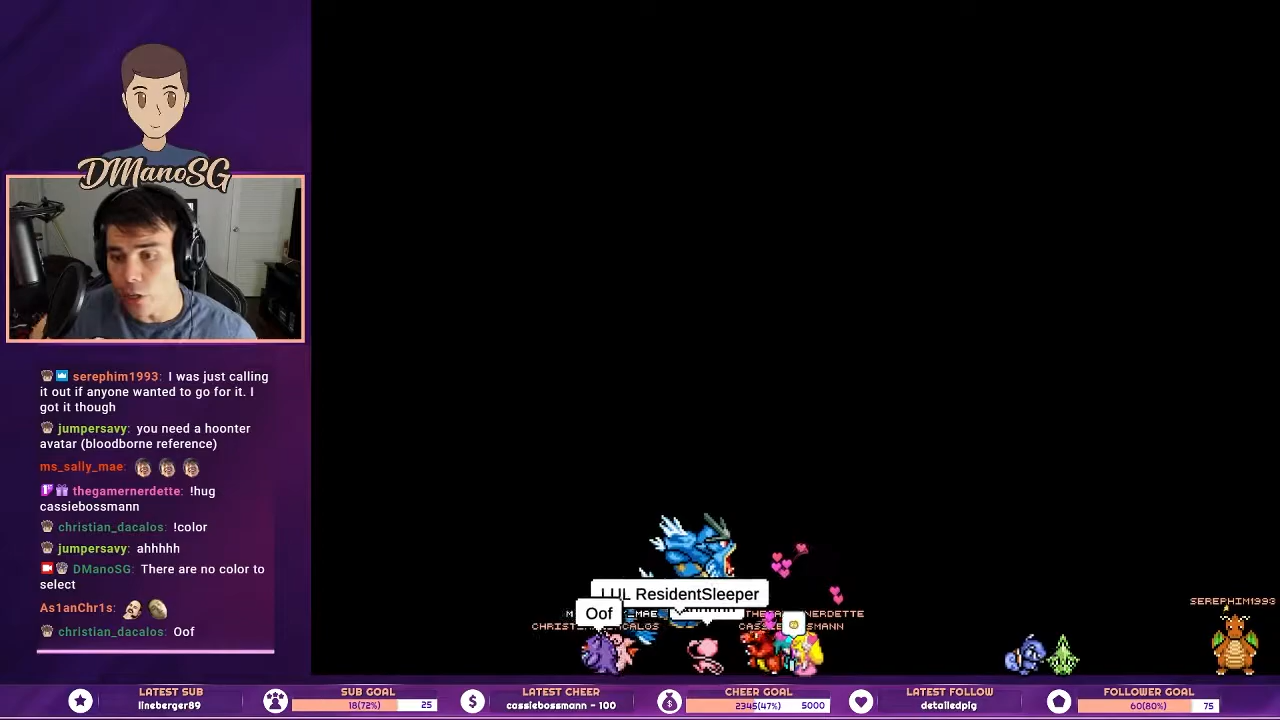 DManoSG
serephim1993: I was just calling
it out if anyone wanted to go for it. I
got it though
jumpersavy: you need a hoonter
avatar (bloodborne reference)
ms_sally_mae:
thegamernerdette: !hug
cassiebossmann
christian_dacalos: !color
jumpersavy: ahhhhh
DManoSG: There are no color to
select
As1anChr1s:
christian_dacalos: Oof
LUL ResidentSleeper
Oof
SEREPHIM1993
LATEST SUB
lineberger89
SUB GOAL
18(72%) 25
LATEST CHEER
cassiebossmann - 100
CHEER GOAL
2345(47%) 5000
LATEST FOLLOW
detailedpig
FOLLOWER GOAL
60(80%) 75